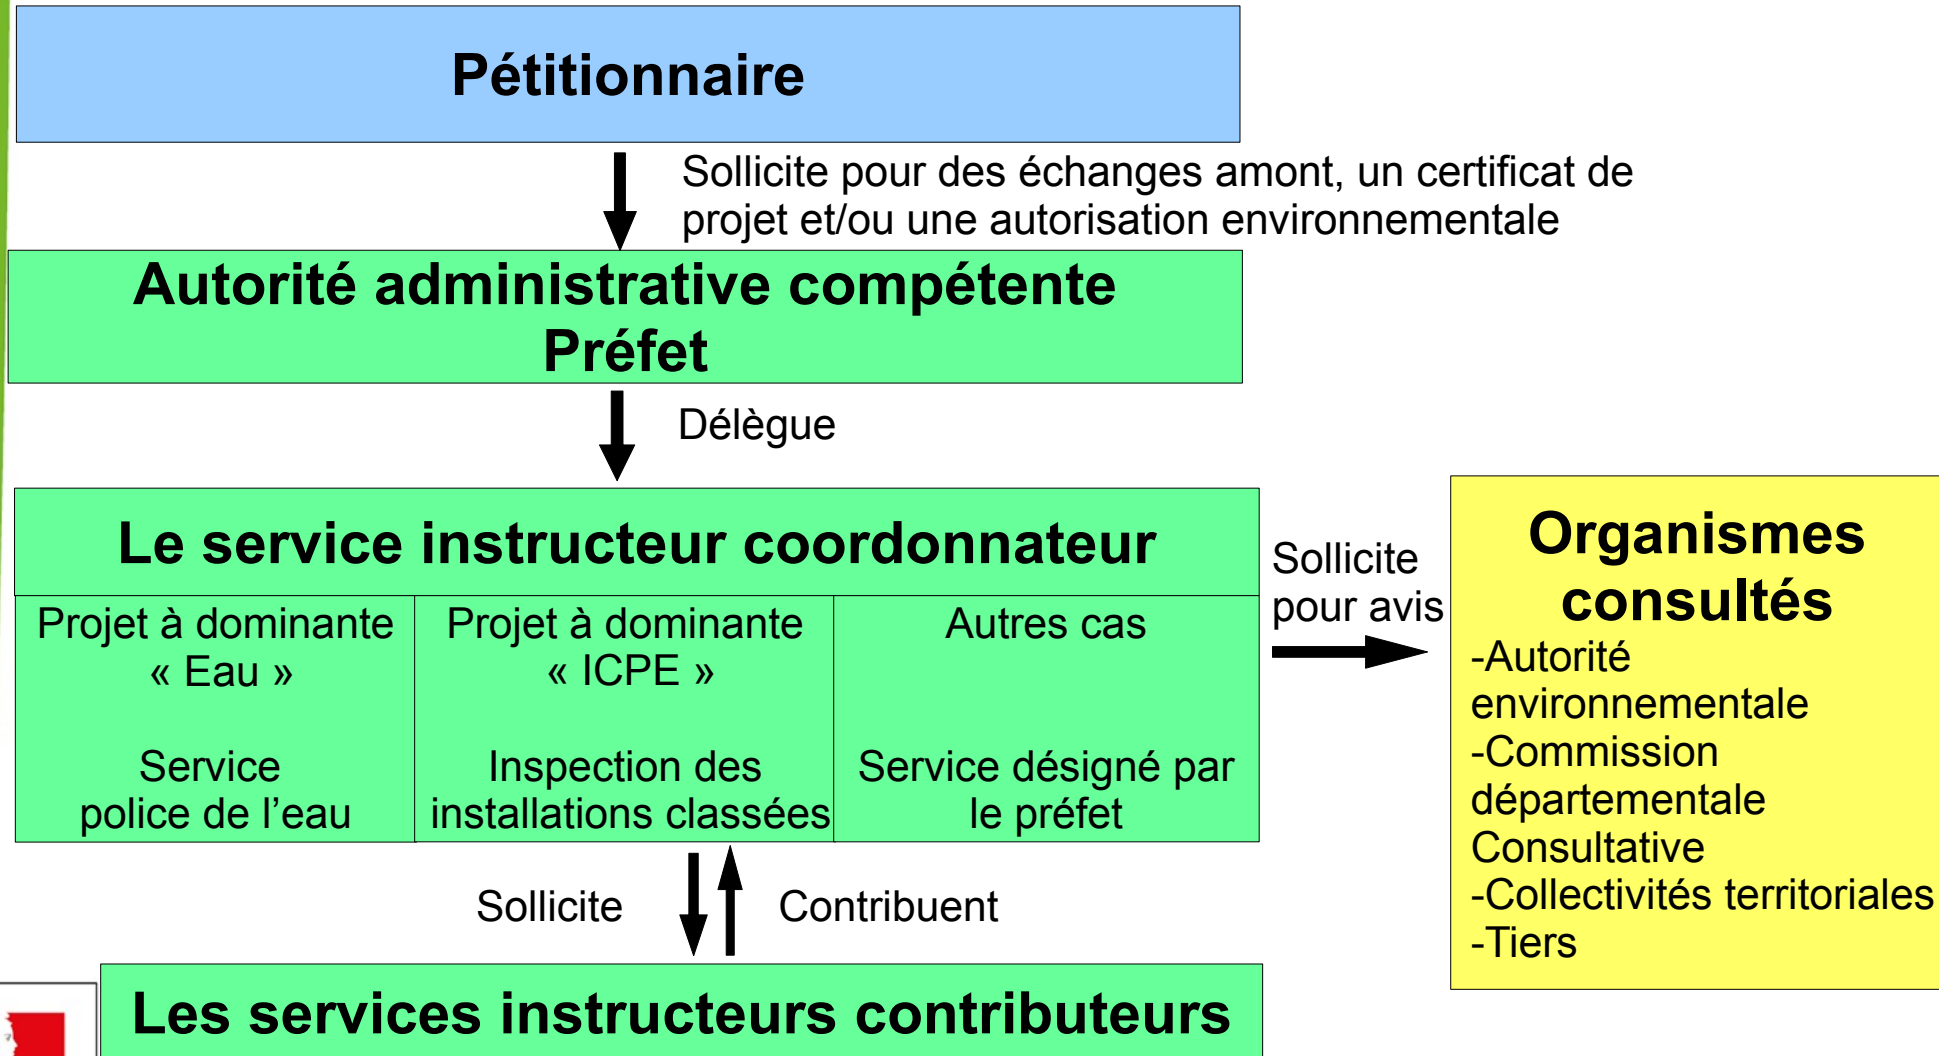 Pétitionnaire
Sollicite pour des échanges amont, un certificat de
projet et/ou une autorisation environnementale
Autorité administrative compétente
Préfet
Délègue
Le service instructeur coordonnateur
Projet à dominante
« Eau »
Service
police de l’eau
Projet à dominante
« ICPE »
Inspection des
installations classées
Autres cas
Service désigné par
le préfet
Sollicite
pour avis
Organismes
consultés
-Autorité
environnementale
-Commission
départementale
Consultative
-Collectivités territoriales
-Tiers
Sollicite
Contribuent
Les services instructeurs contributeurs